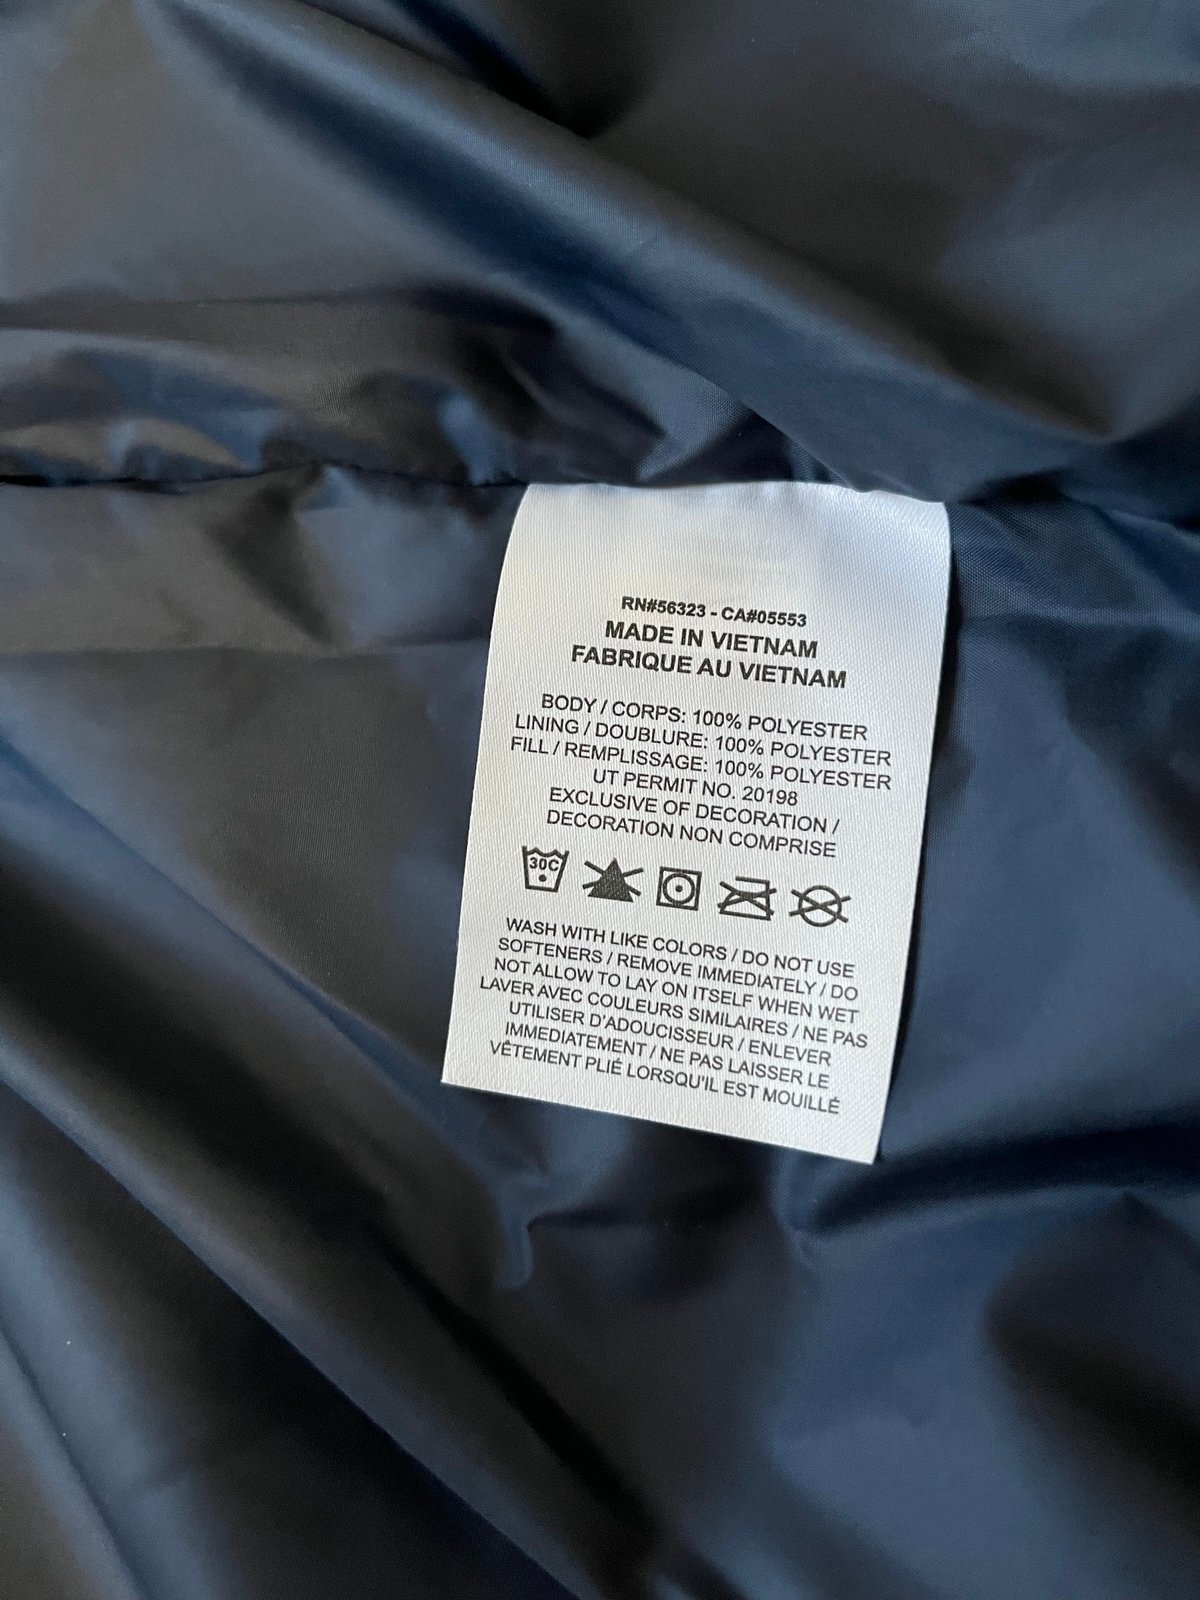 RN#56323 - CA#05553
MADE IN VIETNAM
FABRIQUE AU VIETNAM
BODY / CORPS: 100% POLYESTER
LINING / DOUBLURE: 100% POLYESTER
FILL / REMPLISSAGE: 100% POLYESTER
UT PERMIT NO. 20198
EXCLUSIVE OF DECORATION /
DECORATION NON COMPRISE
30C
WASH WITH LIKE COLORS / DO NOT USE
SOFTENERS / REMOVE IMMEDIATELY / DO
NOT ALLOW TO LAY ON ITSELF WHEN WET
LAVER AVEC COULEURS SIMILAIRES / NE PAS
UTILISER D'ADOUCISSEUR / ENLEVER
IMMEDIATEMENT / NE PAS LAISSER LE
VÊTEMENT PLIÉ LORSQU'IL EST MOUILLÉ